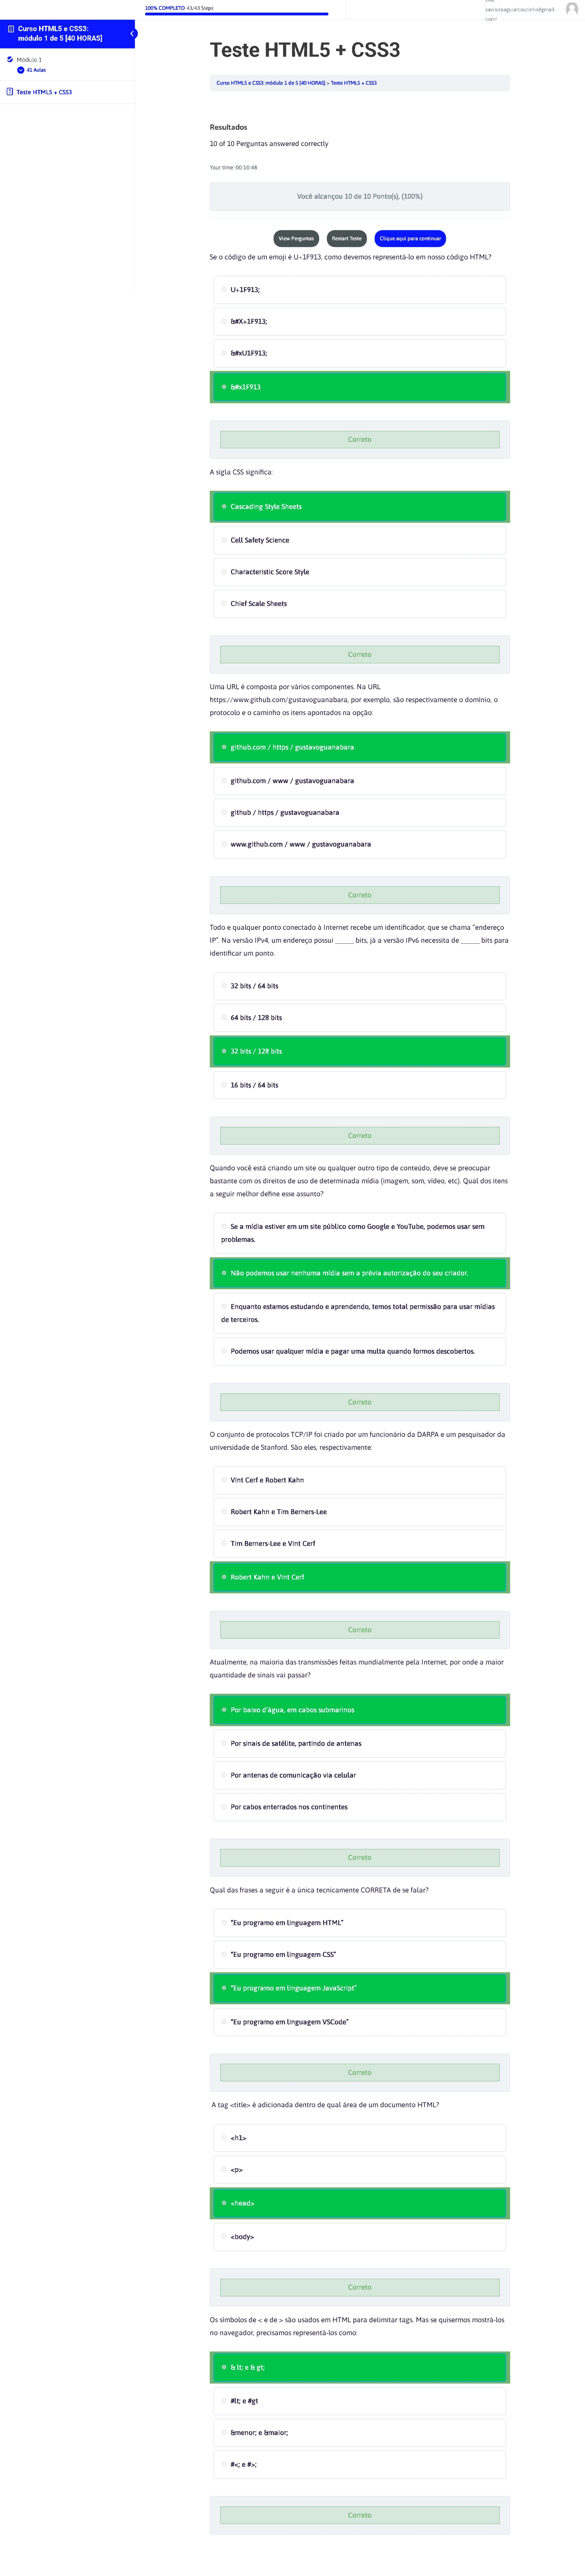 100% COMPLETO 43/43 Steps
Curso HTML5 e CSS3:
módulo 1 de 5 [40 HORAS]
Módulo 1
41 Aulas
Teste HTML5 + CSS3
Teste HTML5 + CSS3
Curso HTML5 e CSS3: módulo 1 de 5 [40 HORAS] > Teste HTML5 + CSS3
Resultados
10 of 10 Perguntas answered correctly
Your time: 00:10:48
Você alcançou 10 de 10 Ponto(s), (100%)
View Perguntas
Restart Teste
Clique aqui para continuar
Se o código de um emoji é U+1F913, como devemos representá-lo em nosso código HTML?
U+1F913;
&#X+1F913;
&#xU1F913;
&#x1F913
Correto
A sigla CSS significa:
Cascading Style Sheets
Cell Safety Science
Characteristic Score Style
Chief Scale Sheets
Correto
Uma URL é composta por vários componentes. Na URL
https://www.github.com/gustavoguanabara, por exemplo, são respectivamente o domínio, o
protocolo e o caminho os itens apontados na opção:
github.com / https / gustavoguanabara
github.com / www / gustavoguanabara
github / https / gustavoguanabara
www.github.com / www / gustavoguanabara
Correto
Todo e qualquer ponto conectado à Internet recebe um identificador, que se chama “endereço
IP”. Na versão IPv4, um endereço possui _____ bits, já a versão IPv6 necessita de _____ bits para
identificar um ponto.
32 bits / 64 bits
64 bits / 128 bits
32 bits / 128 bits
16 bits / 64 bits
Correto
Quando você está criando um site ou qualquer outro tipo de conteúdo, deve se preocupar
bastante com os direitos de uso de determinada mídia (imagem, som, vídeo, etc). Qual dos itens
a seguir melhor define esse assunto?
Se a mídia estiver em um site público como Google e YouTube, podemos usar sem
problemas.
Não podemos usar nenhuma mídia sem a prévia autorização do seu criador.
Enquanto estamos estudando e aprendendo, temos total permissão para usar mídias
de terceiros.
Podemos usar qualquer mídia e pagar uma multa quando formos descobertos.
Correto
O conjunto de protocolos TCP/IP foi criado por um funcionário da DARPA e um pesquisador da
universidade de Stanford. São eles, respectivamente:
Vint Cerf e Robert Kahn
Robert Kahn e Tim Berners-Lee
Tim Berners-Lee e Vint Cerf
Robert Kahn e Vint Cerf
Correto
Atualmente, na maioria das transmissões feitas mundialmente pela Internet, por onde a maior
quantidade de sinais vai passar?
Por baixo d’água, em cabos submarinos
Por sinais de satélite, partindo de antenas
Por antenas de comunicação via celular
Por cabos enterrados nos continentes
Correto
Qual das frases a seguir é a única tecnicamente CORRETA de se falar?
“Eu programo em linguagem HTML”
“Eu programo em linguagem CSS”
“Eu programo em linguagem JavaScript”
“Eu programo em linguagem VSCode”
Correto
A tag <title> é adicionada dentro de qual área de um documento HTML?
<h1>
<p>
<head>
<body>
Correto
Os símbolos de < e de > são usados em HTML para delimitar tags. Mas se quisermos mostrá-los
no navegador, precisamos representá-los como:
& lt; e & gt;
#lt; e #gt
&menor; e &maior;
#<; e #>;
Correto